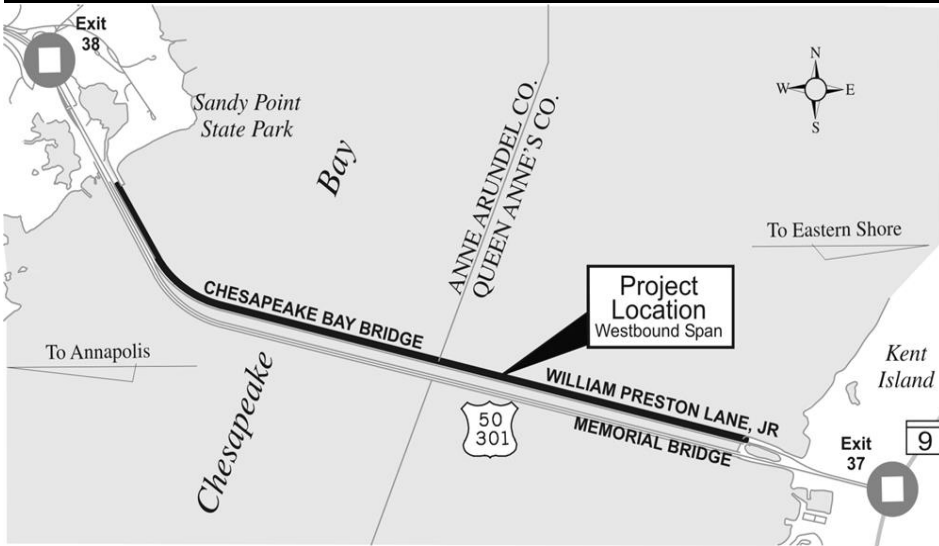 Exit
38
Sandy Point
State Park
Bay
ANNE ARUNDEL CO.
QUEEN ANNE'S CO.
N
W
E
S
To Eastern Shore
Project
Location
Westbound Span
CHESAPEAKE BAY BRIDGE
To Annapolis
Chesapeake
WILLIAM PRESTON LANE, JR
MEMORIAL BRIDGE
50
301
Kent
Island
Exit
37
9